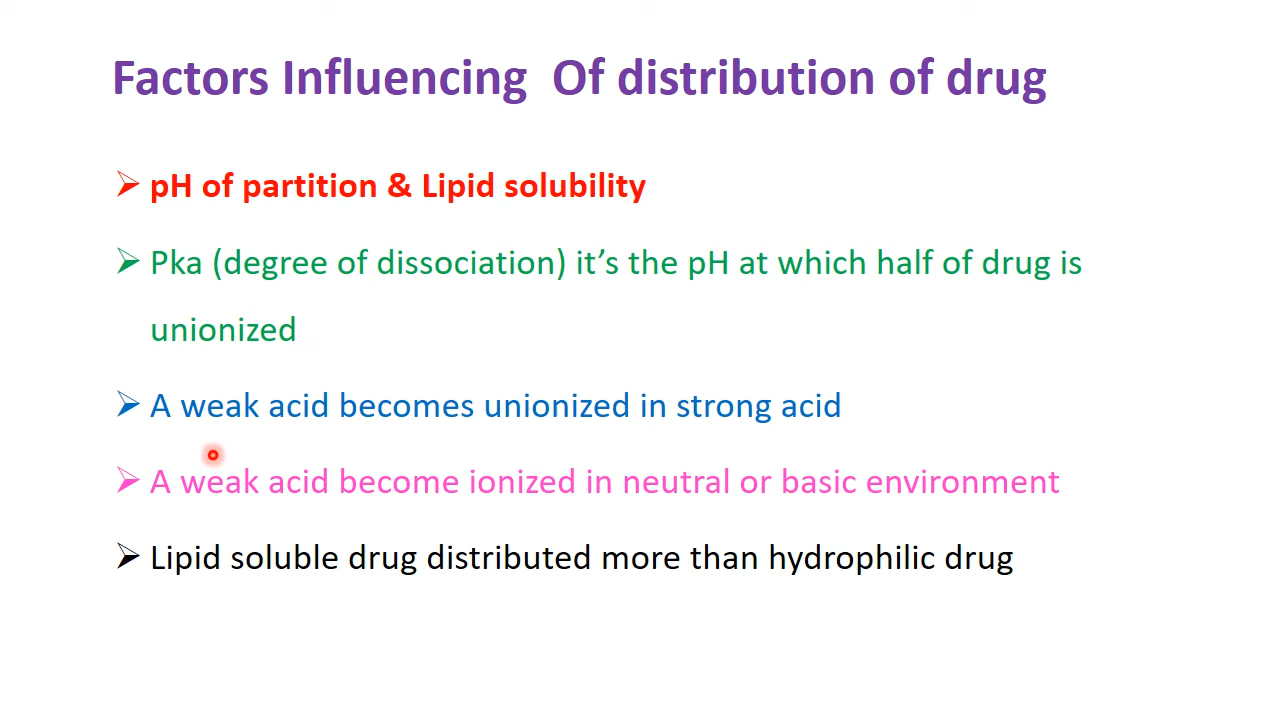 Factors Influencing  Of distribution of drug
➢ pH of partition & Lipid solubility
➢ Pka (degree of dissociation) it’s the pH at which half of drug is
unionized
➢ A weak acid becomes unionized in strong acid
➢ A weak acid become ionized in neutral or basic environment
➢ Lipid soluble drug distributed more than hydrophilic drug